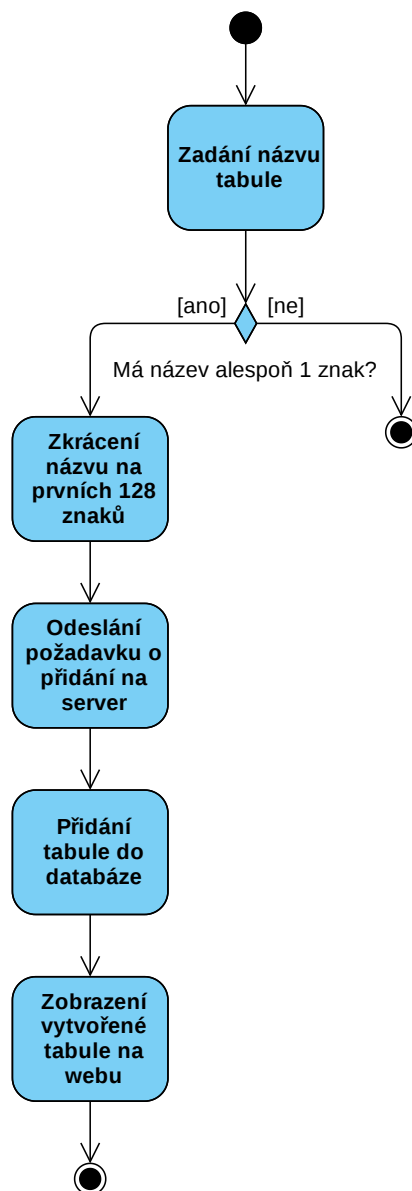 Zadání názvu
tabule
[ano]
[ne]
Má název alespoň 1 znak?
Zkrácení
názvu na
prvních 128
znaků
Odeslání
požadavku o
přidání na
server
Přidání
tabule do
databáze
Zobrazení
vytvořené
tabule na
webu